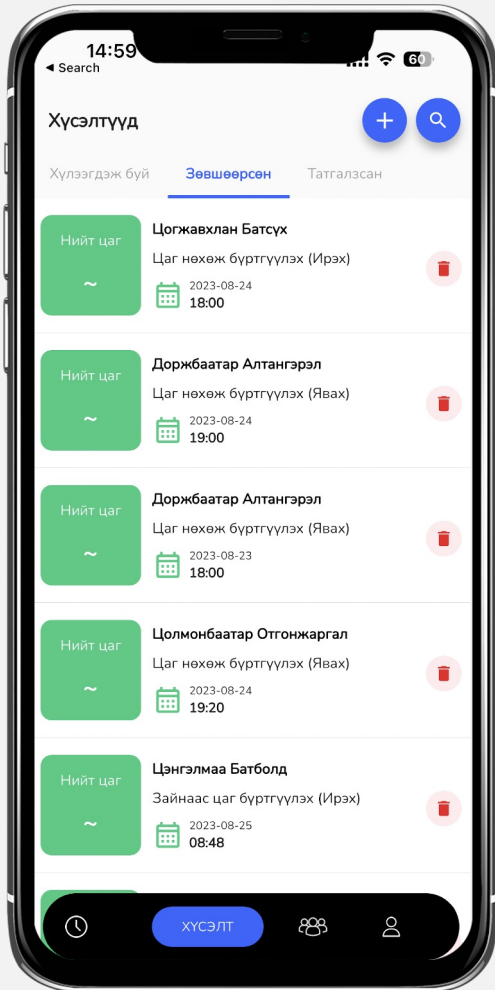 14:59
◀ Search
60
Хүсэлтүүд
Хүлээгдэж буй
Зөвшөөрсөн
Татгалзсан
Нийт цаг
~
Цогжавхлан Батсүх
Цаг нөхөж бүртгүүлэх (Ирэх)
2023-08-24
18:00
Нийт цаг
~
Доржбаатар Алтангэрэл
Цаг нөхөж бүртгүүлэх (Явах)
2023-08-24
19:00
Нийт цаг
~
Доржбаатар Алтангэрэл
Цаг нөхөж бүртгүүлэх (Явах)
2023-08-23
18:00
Нийт цаг
~
Цолмонбаатар Отгонжаргал
Цаг нөхөж бүртгүүлэх (Явах)
2023-08-24
19:20
Нийт цаг
~
Цэнгэлмаа Батболд
Зайнаас цаг бүртгүүлэх (Ирэх)
2023-08-25
08:48
ХҮСЭЛТ